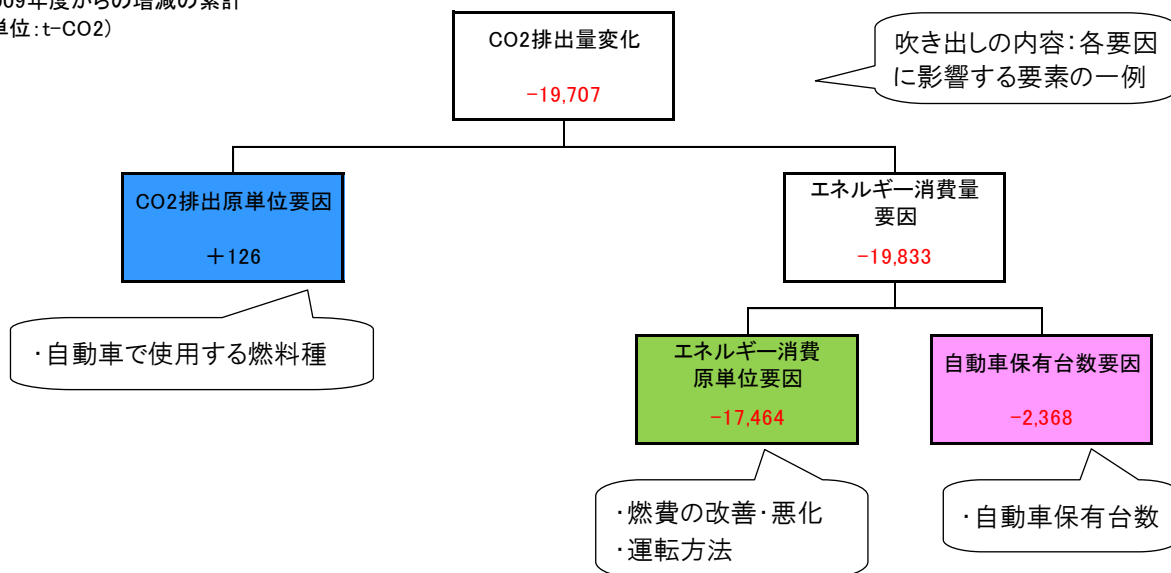 009年度からの増減の累計
単位:t-CO2)
CO2排出量変化
-19,707
吹き出しの内容:各要因
に影響する要素の一例
CO2排出原単位要因
+126
エネルギー消費量
要因
-19,833
・自動車で使用する燃料種
エネルギー消費
原単位要因
-17,464
自動車保有台数要因
-2,368
・燃費の改善・悪化
・運転方法
・自動車保有台数